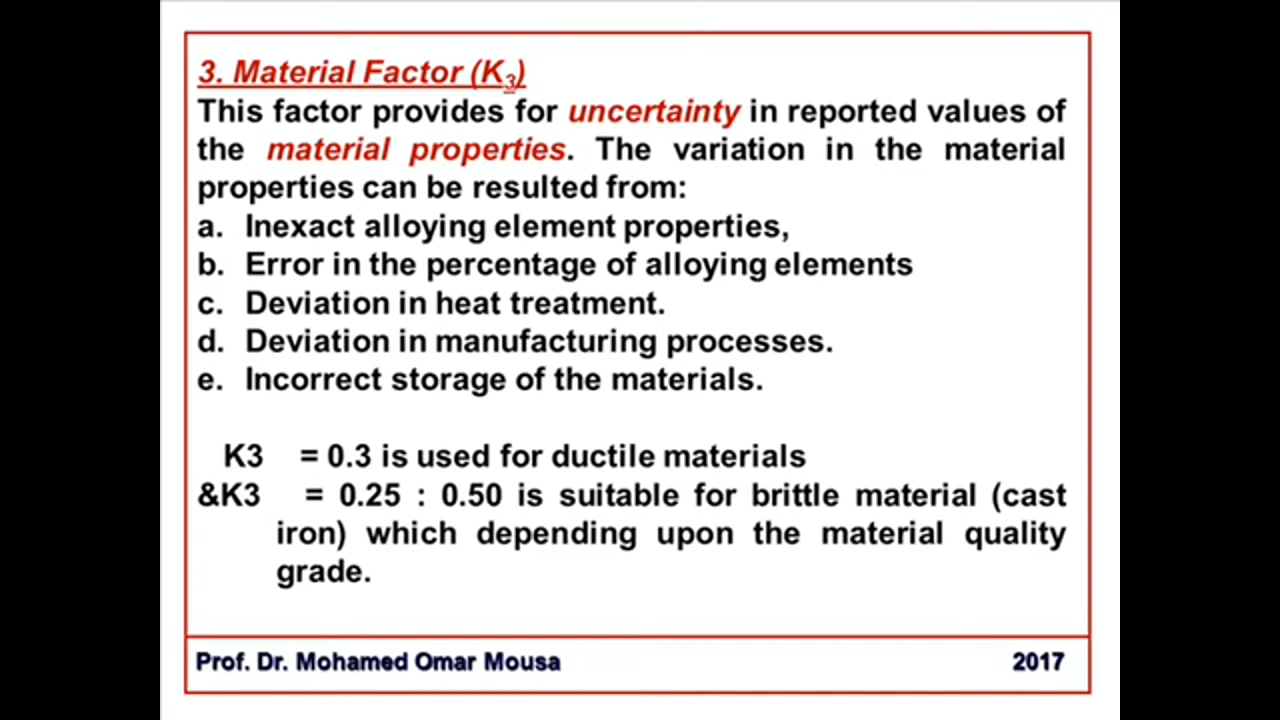 3. Material Factor (K3)
This factor provides for uncertainty in reported values of
the material properties. The variation in the material
properties can be resulted from:
a. Inexact alloying element properties,
b. Error in the percentage of alloying elements
c. Deviation in heat treatment.
d. Deviation in manufacturing processes.
e. Incorrect storage of the materials.
K3 = 0.3 is used for ductile materials
&K3 = 0.25 : 0.50 is suitable for brittle material (cast
iron) which depending upon the material quality
grade.
Prof. Dr. Mohamed Omar Mousa 2017